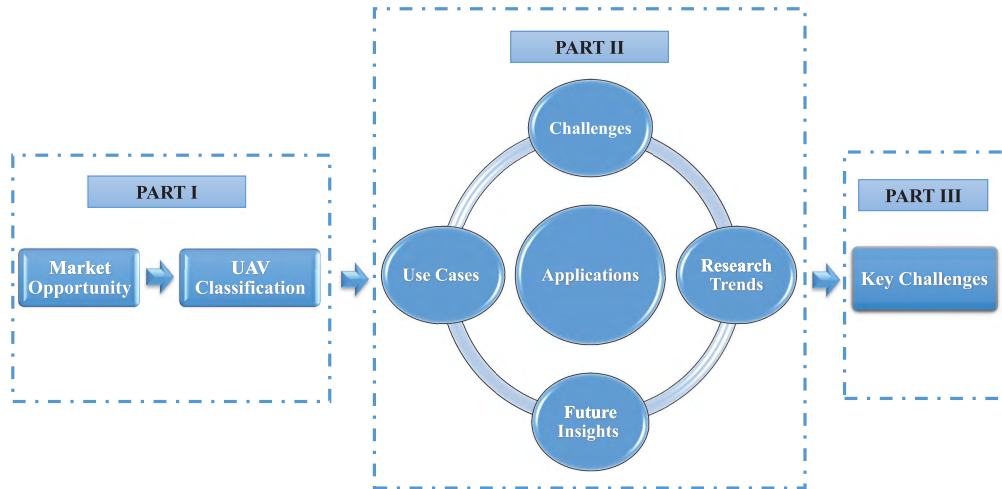 PART I
Market
Opportunity
UAV
Classification
PART II
Challenges
Use Cases
Applications
Research
Trends
Future
Insights
PART III
Key Challenges